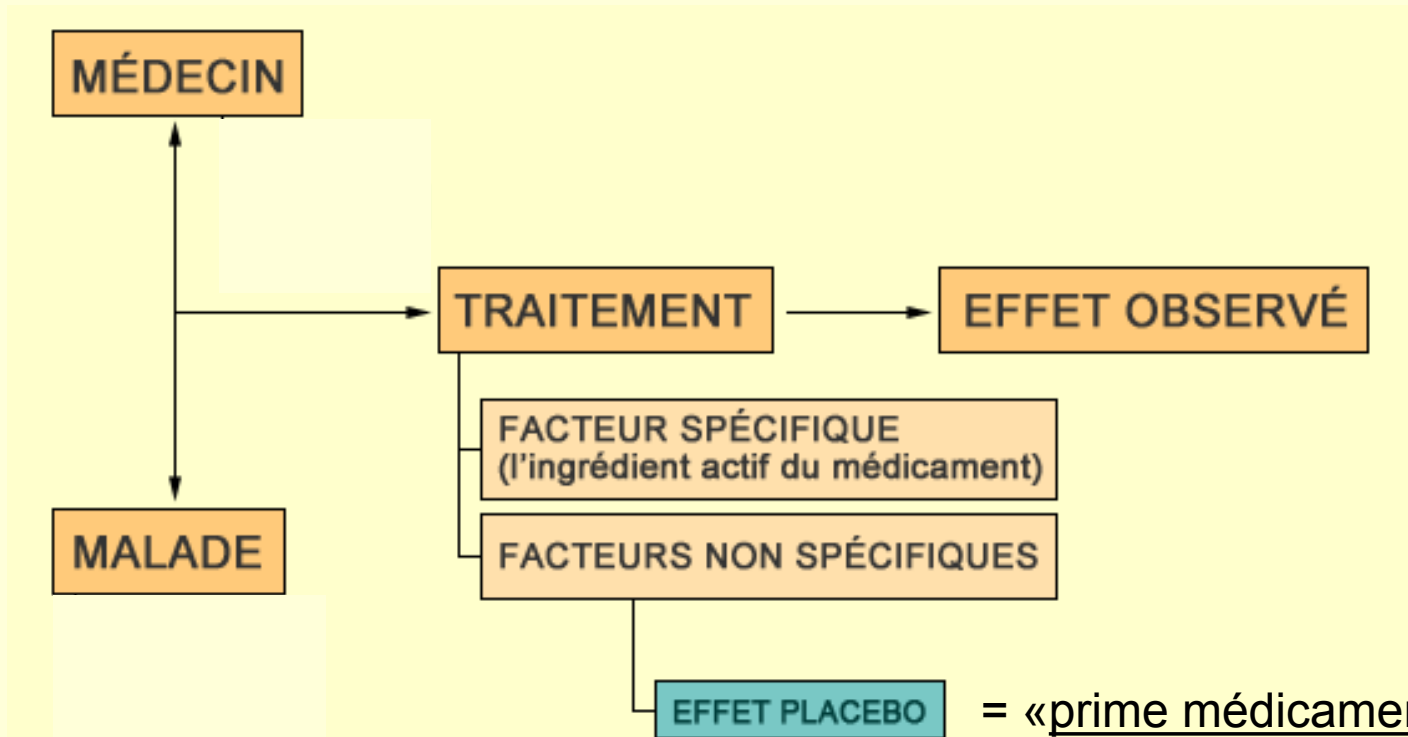 MÉDECIN
TRAITEMENT
EFFET OBSERVÉ
FACTEUR SPÉCIFIQUE
(l'ingrédient actif du médicament)
MALADE
FACTEURS NON SPÉCIFIQUES
EFFET PLACEBO = «prime